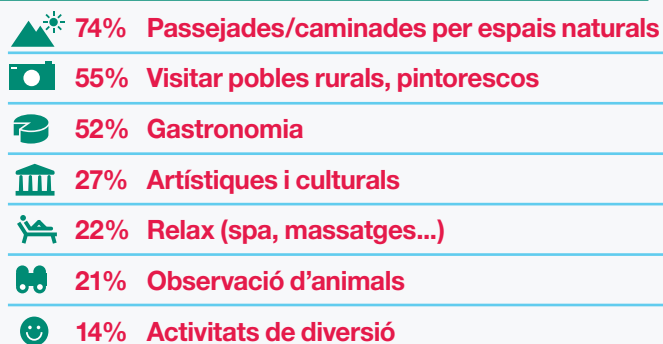 74% Passejades/caminades per espais naturals
55% Visitar pobles rurals, pintorescos
52% Gastronomia
27% Artístiques i culturals
22% Relax (spa, massatges...)
21% Observació d'animals
14% Activitats de diversió